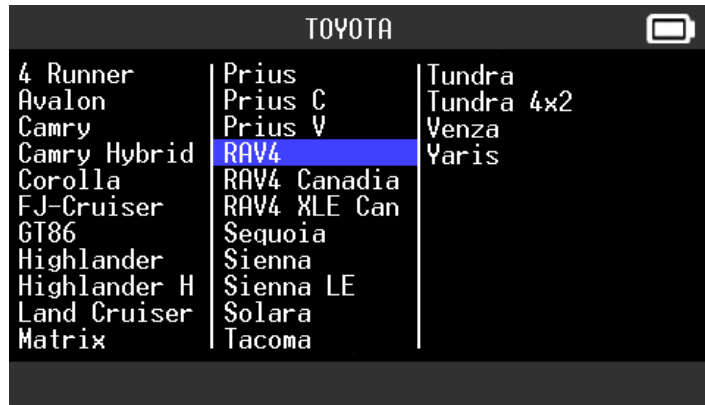 TOYOTA
4 Runner
Avalon
Camry
Camry Hybrid
Corolla
FJ-Cruiser
GT86
Highlander
Highlander H
Land Cruiser
Matrix
Prius
Prius C
Prius V
RAV4
RAV4 Canadia
RAV4 XLE Can
Sequoia
Sienna
Sienna LE
Solara
Tacoma
Tundra
Tundra 4x2
Venza
Yaris